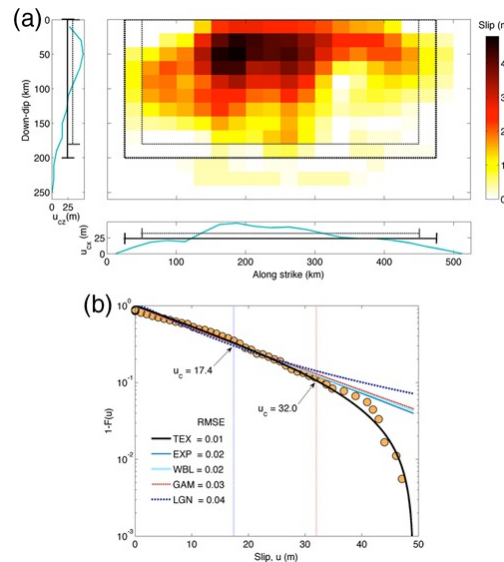 (a)
Slip (m)
0
50
100
150
200
250
Down-dip (km)
25
u_cz(m)
4
3
2
1
0
25
0
u_cx (m)
0 100 200 300 400 500
Along strike (km)
(b)
10^0
10^-1
10^-2
10^-3
1-F(u)
u_c = 17.4
u_c = 32.0
RMSE
TEX = 0.01
EXP = 0.02
WBL = 0.02
GAM = 0.03
LGN = 0.04
0 10 20 30 40 50
Slip, u (m)